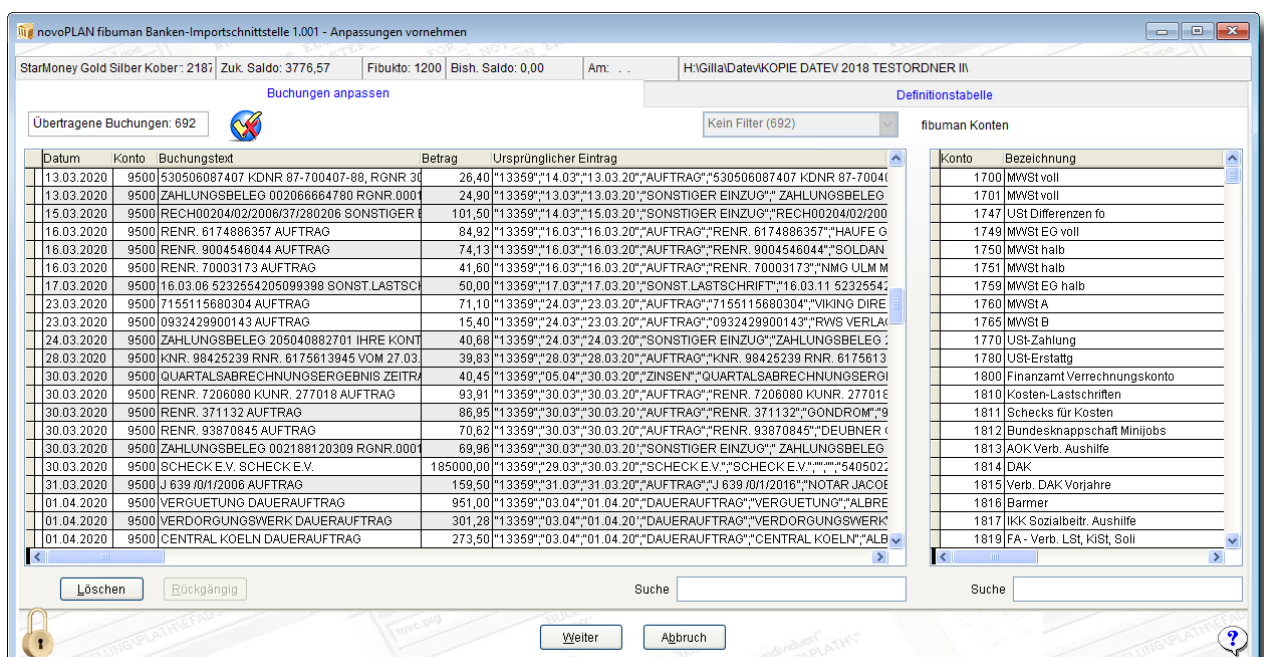 novoPLAN fibuman Banken-Importschnittstelle 1.001 - Anpassungen vornehmen
StarMoney Gold Silber Kober: 2187 Zuk. Saldo: 3776,57 Fibukto: 1200 Bish. Saldo: 0,00 Am: . . H:\Gilla\Datev\KOPIE DATEV 2018 TESTORDNER II\
Buchungen anpassen Definitionstabelle
Übertragene Buchungen: 692 Kein Filter (692) fibuman Konten
Datum Konto Buchungstext Betrag Ursprünglicher Eintrag Konto Bezeichnung
13.03.2020 9500 530506087407 KDNR 87-700407-88, RGNR 30 26,40 "13359";"14.03";"13.03.20";"AUFTRAG";"530506087407 KDNR 87-70040 1700 MWSt voll
13.03.2020 9500 ZAHLUNGSBELEG 002066664780 RGNR.0001 24,90 "13359";"13.03";"13.03.20";"SONSTIGER EINZUG";" ZAHLUNGSBELEG 1701 MWSt voll
15.03.2020 9500 RECH00204/02/2006/37/280206 SONSTIGER E 101,50 "13359";"14.03";"15.03.20";"SONSTIGER EINZUG";"RECH00204/02/200 1747 USt Differenzen fo
16.03.2020 9500 RENR. 6174886357 AUFTRAG 84,92 "13359";"16.03";"16.03.20";"AUFTRAG";"RENR. 6174886357";"HAUFE G 1749 MWSt EG voll
16.03.2020 9500 RENR. 9004546044 AUFTRAG 74,13 "13359";"16.03";"16.03.20";"AUFTRAG";"RENR. 9004546044";"SOLDAN 1750 MWSt halb
16.03.2020 9500 RENR. 70003173 AUFTRAG 41,60 "13359";"16.03";"16.03.20";"AUFTRAG";"RENR. 70003173";"NMG ULM M 1751 MWSt halb
17.03.2020 9500 16.03.06 5232554205099398 SONST.LASTSCH 50,00 "13359";"17.03";"17.03.20";"SONST.LASTSCHRIFT";"16.03.11 52325542 1759 MWSt EG halb
23.03.2020 9500 7155115680304 AUFTRAG 71,10 "13359";"24.03";"23.03.20";"AUFTRAG";"7155115680304";"VIKING DIRE 1760 MWSt A
23.03.2020 9500 0932429900143 AUFTRAG 15,40 "13359";"24.03";"23.03.20";"AUFTRAG";"0932429900143";"RWS VERLA 1765 MWSt B
24.03.2020 9500 ZAHLUNGSBELEG 205040882701 IHRE KONT 40,68 "13359";"24.03";"24.03.20";"SONSTIGER EINZUG";"ZAHLUNGSBELEG 2 1770 USt-Zahlung
28.03.2020 9500 KNR. 98425239 RNR. 6175613945 VOM 27.03. 39,83 "13359";"28.03";"28.03.20";"AUFTRAG";"KNR. 98425239 RNR. 6175613 1780 USt-Erstattg
30.03.2020 9500 QUARTALSABRECHNUNGSERGEBNIS ZEITRA 40,45 "13359";"05.04";"30.03.20";"ZINSEN";"QUARTALSABRECHNUNGSERGI 1800 Finanzamt Verrechnungskonto
30.03.2020 9500 RENR. 7206080 KUNR. 277018 AUFTRAG 93,91 "13359";"30.03";"30.03.20";"AUFTRAG";"RENR. 7206080 KUNR. 277018 1810 Kosten-Lastschriften
30.03.2020 9500 RENR. 371132 AUFTRAG 86,95 "13359";"30.03";"30.03.20";"AUFTRAG";"RENR. 371132";"GONDROM";"9 1811 Schecks für Kosten
30.03.2020 9500 RENR. 93870845 AUFTRAG 70,62 "13359";"30.03";"30.03.20";"AUFTRAG";"RENR. 93870845";"DEUBNER 1812 Bundesknappschaft Minijobs
30.03.2020 9500 ZAHLUNGSBELEG 002188120309 RGNR.0001 69,96 "13359";"30.03";"30.03.20";"SONSTIGER EINZUG";" ZAHLUNGSBELEG 1813 AOK Verb. Aushilfe
30.03.2020 9500 SCHECK E.V. SCHECK E.V. 185000,00 "13359";"29.03";"30.03.20";"SCHECK E.V.";"SCHECK E.V.";"";"";"5405022 1814 DAK
31.03.2020 9500 J 639 /0/1/2006 AUFTRAG 159,50 "13359";"31.03";"31.03.20";"AUFTRAG";"J 639 /0/1/2016";"NOTAR JACOB 1815 Verb. DAK Vorjahre
01.04.2020 9500 VERGUETUNG DAUERAUFTRAG 951,00 "13359";"03.04";"01.04.20";"DAUERAUFTRAG";"VERGUETUNG";"ALBRE 1816 Barmer
01.04.2020 9500 VERDORGUNGSWERK DAUERAUFTRAG 301,28 "13359";"03.04";"01.04.20";"DAUERAUFTRAG";"VERDORGUNGSWERK" 1817 IKK Sozialbeitr. Aushilfe
01.04.2020 9500 CENTRAL KOELN DAUERAUFTRAG 273,50 "13359";"03.04";"01.04.20";"DAUERAUFTRAG";"CENTRAL KOELN";"ALB 1819 FA - Verb. LSt, KiSt, Soli
Löschen Rückgängig Suche Suche
Weiter Abbruch